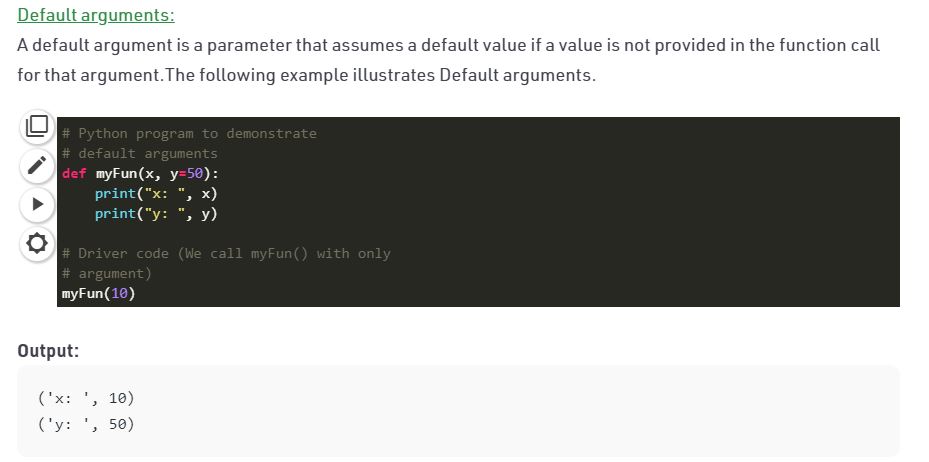 Default arguments:
A default argument is a parameter that assumes a default value if a value is not provided in the function call
for that argument.The following example illustrates Default arguments.
# Python program to demonstrate
# default arguments
def myFun(x, y=50):
    print("x: ", x)
    print("y: ", y)
# Driver code (We call myFun() with only
# argument)
myFun(10)
Output:
('x: ', 10)
('y: ', 50)